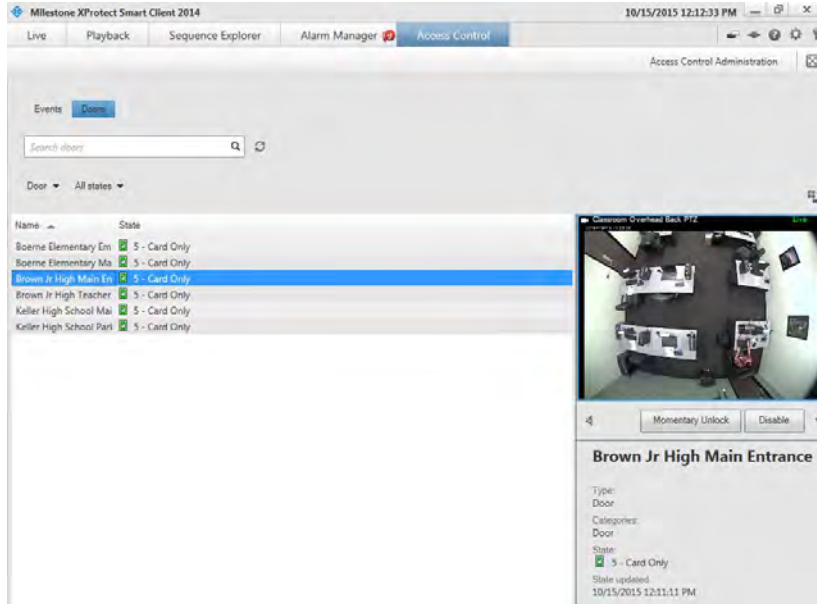 Milestone XProtect Smart Client 2014
10/15/2015 12:12:33 PM
Live Playback Sequence Explorer Alarm Manager Access Control
Access Control Administration
Events Doors
Search doors
Door All states
Name State
Boerne Elementary Em 5 - Card Only
Boerne Elementary Ma 5 - Card Only
Brown Jr High Main En 5 - Card Only
Brown Jr High Teacher 5 - Card Only
Keller High School Mai 5 - Card Only
Keller High School Parl 5 - Card Only
Classroom Overhead Back PTZ Live
Momentary Unlock Disable
Brown Jr High Main Entrance
Type:
Door
Categories:
Door
State:
5 - Card Only
State updated:
10/15/2015 12:11:11 PM